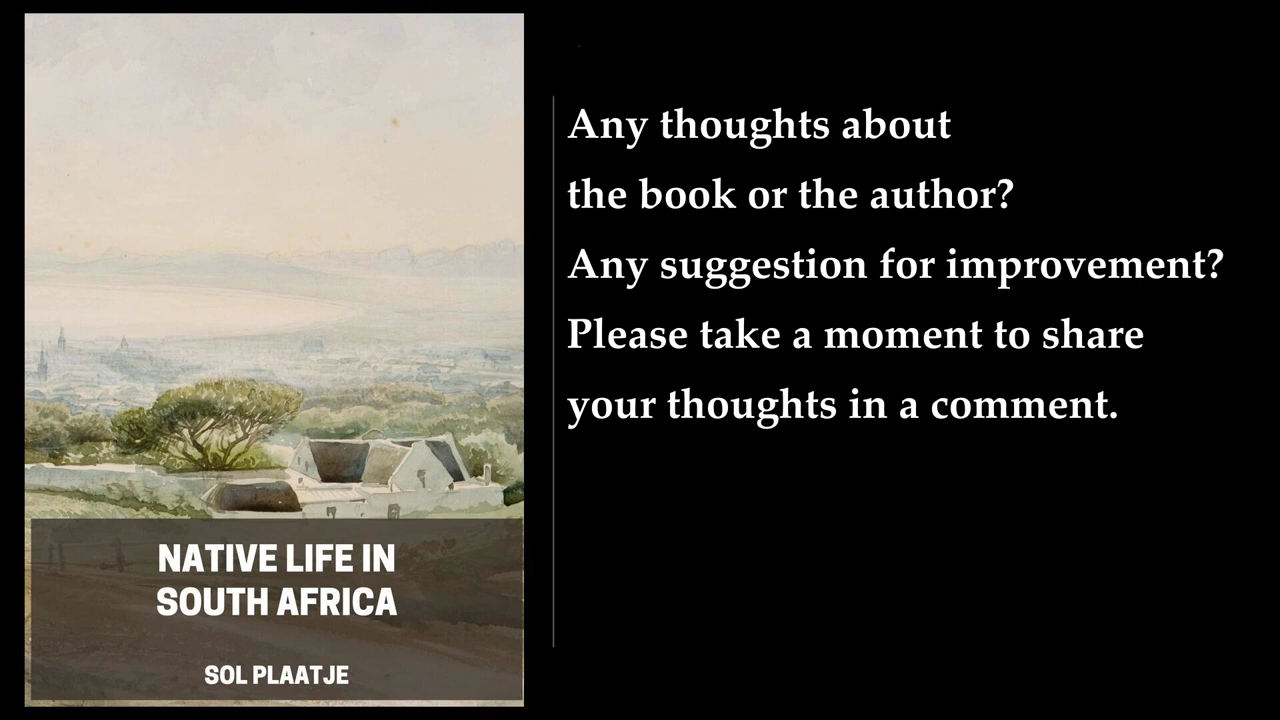 NATIVE LIFE IN
SOUTH AFRICA
SOL PLAATJE
Any thoughts about
the book or the author?
Any suggestion for improvement?
Please take a moment to share
your thoughts in a comment.